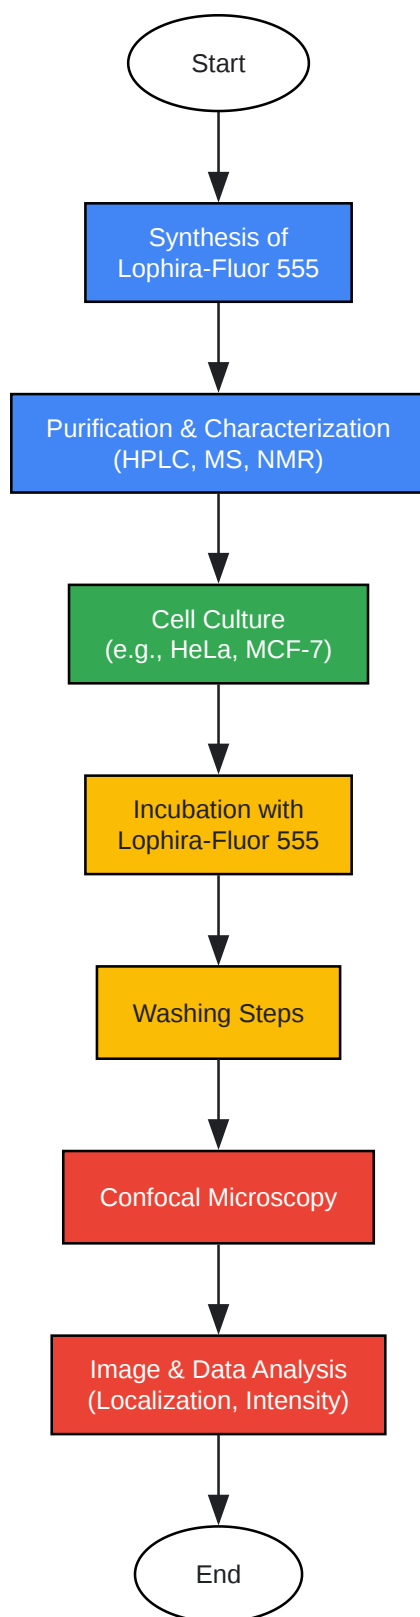 Start
Synthesis of
Lophira-Fluor 555
Purification & Characterization
(HPLC, MS, NMR)
Cell Culture
(e.g., HeLa, MCF-7)
Incubation with
Lophira-Fluor 555
Washing Steps
Confocal Microscopy
Image & Data Analysis
(Localization, Intensity)
End